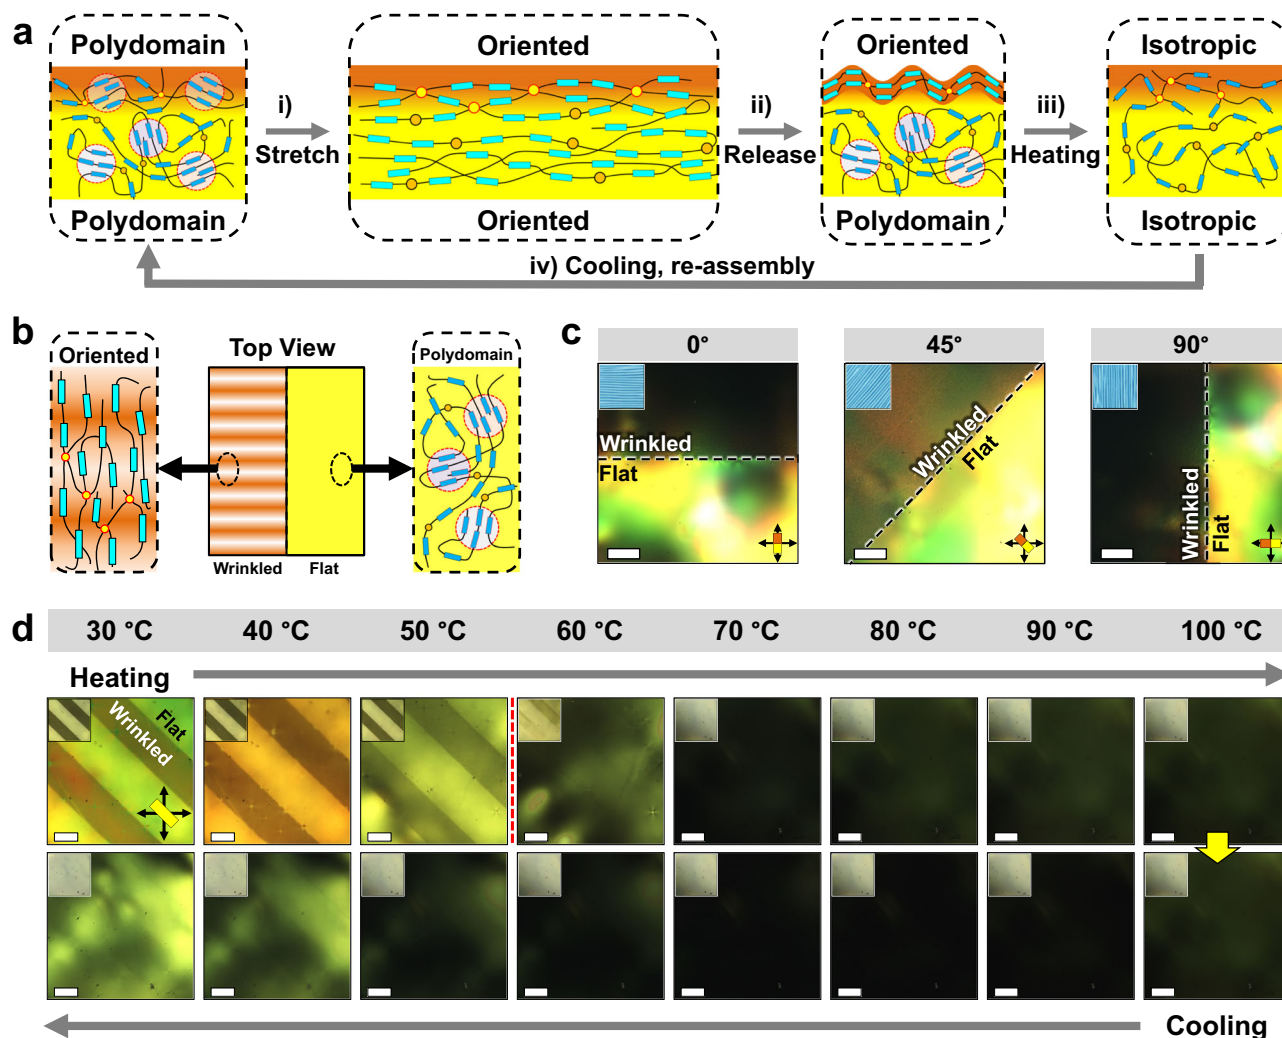 a
Polydomain
Oriented
Oriented
Isotropic
i)
Stretch
ii)
Release
iii)
Heating
Polydomain
Oriented
Polydomain
Isotropic
iv) Cooling, re-assembly
b
Oriented
Top View
Polydomain
Wrinkled
Flat
c
0°
45°
90°
Wrinkled
Flat
Wrinkled
Flat
Wrinkled
Flat
d
30 °C
40 °C
50 °C
60 °C
70 °C
80 °C
90 °C
100 °C
Heating
Flat
Wrinkled
Cooling